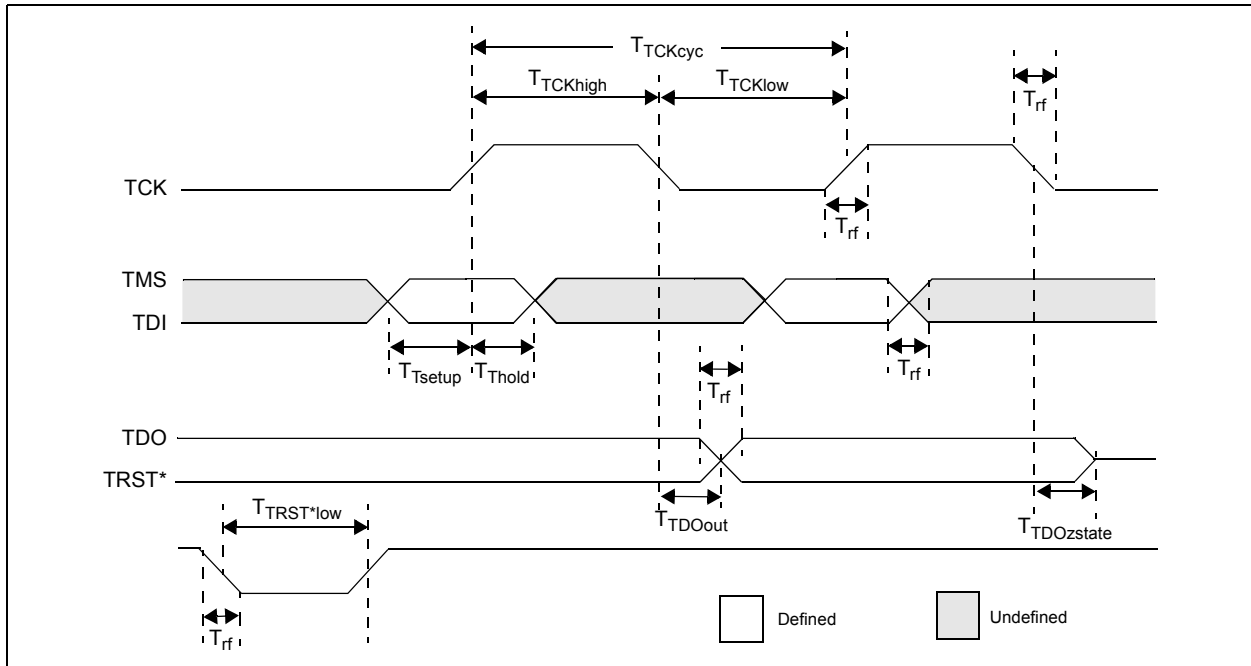 TTCKcyc
TTCKhigh
TTCKlow
Trf
TCK
Trf
TMS
TDI
TTsetup
TThold
Trf
Trf
TDO
TRST*
TTRST*low
TTDOout
TTDOzstate
Trf
Defined
Undefined